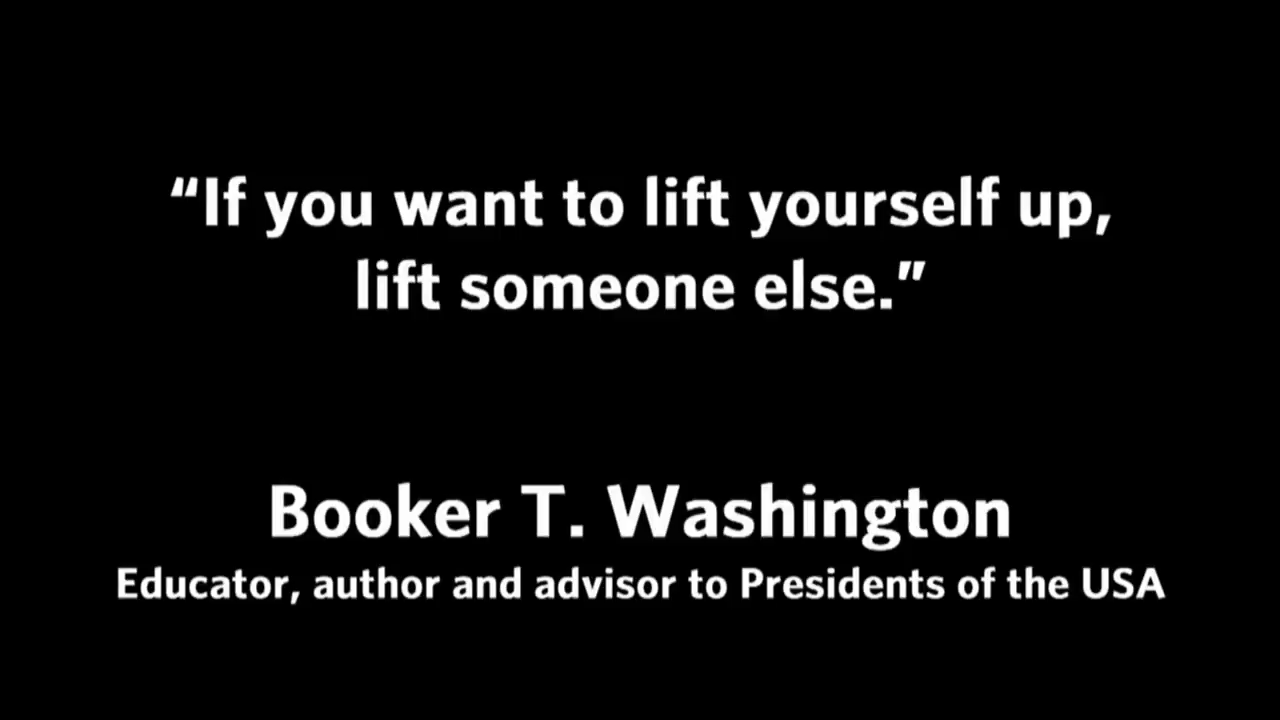 “If you want to lift yourself up,
lift someone else.”
Booker T. Washington
Educator, author and advisor to Presidents of the USA